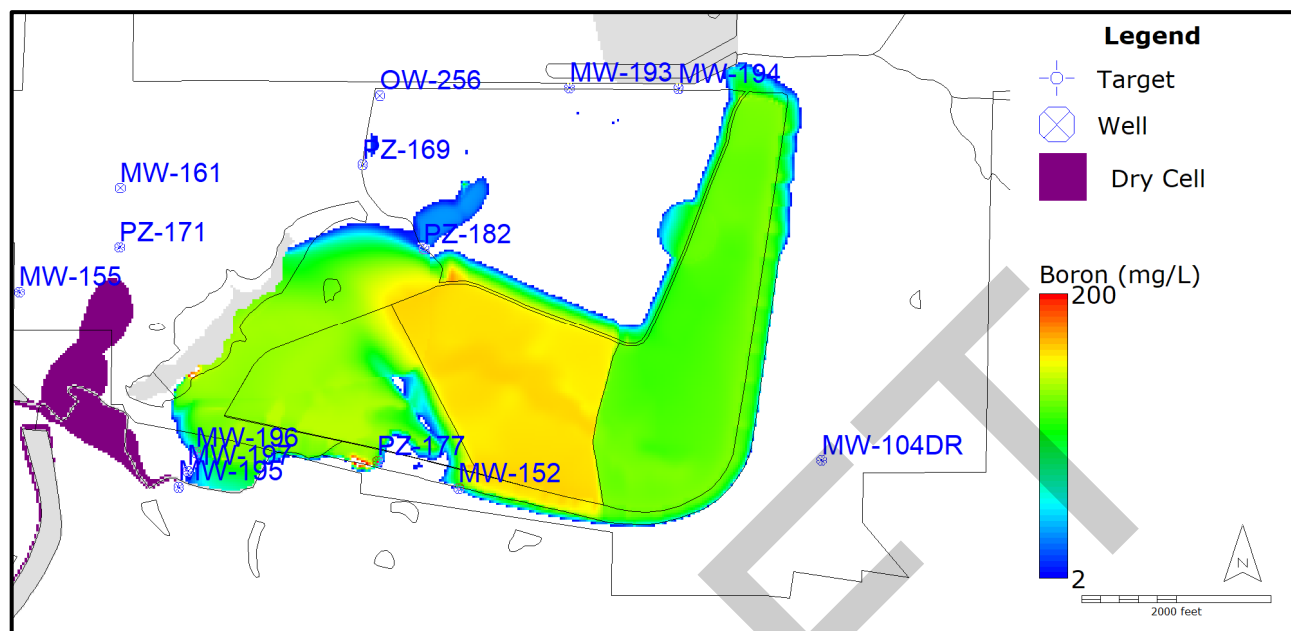 Legend
Target
Well
Dry Cell
Boron (mg/L)
200
2
N
2000 feet
OW-256
MW-193
MW-194
PZ-169
MW-161
PZ-182
PZ-171
MW-155
MW-196
MW-197
MW-195
PZ-177
MW-152
MW-104DR